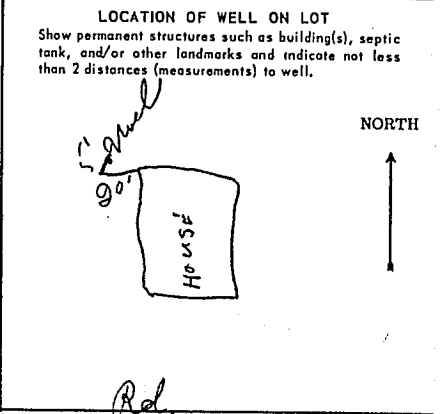 LOCATION OF WELL ON LOT
Show permanent structures such as building(s), septic
tank, and/or other landmarks and indicate not less
than 2 distances (measurements) to well.
Well
NORTH
5'
20'
House
Rd